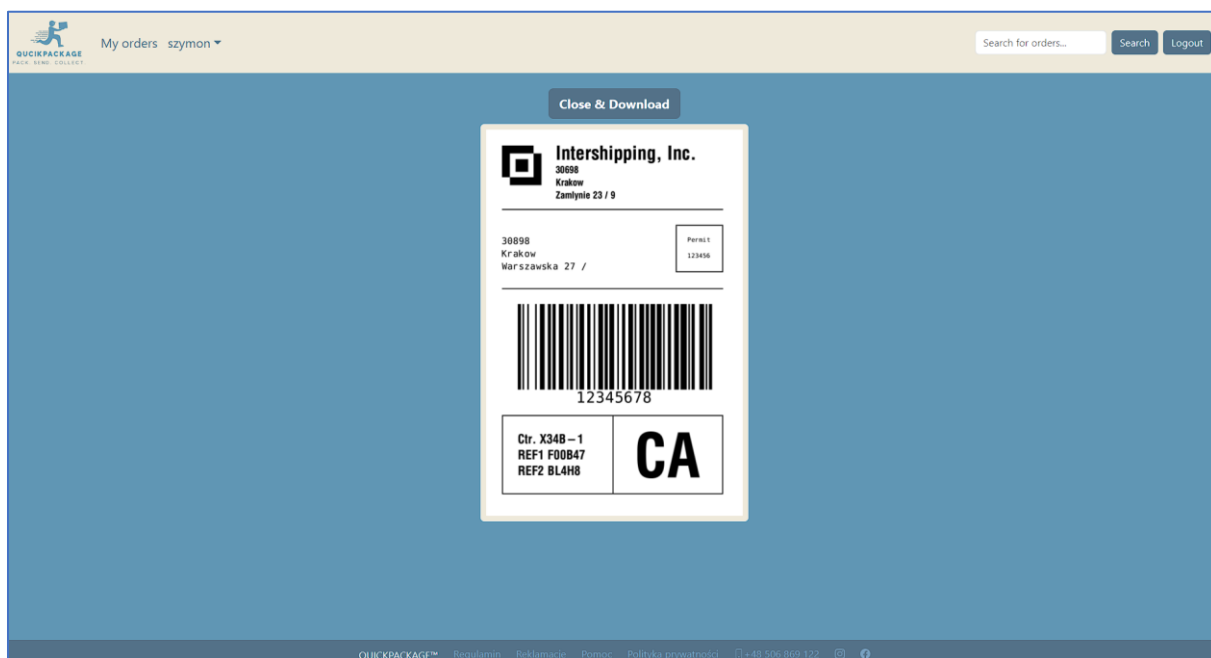 QUCIKPACKAGE
PACK. SEND. COLLECT.
My orders szymon
Search for orders...
Search
Logout
Close & Download
Intershipping, Inc.
30698
Krakow
Zamlynie 23 / 9
30898
Krakow
Warszawska 27 /
Permit
123456
12345678
Ctr. X34B – 1
REF1 F00B47
REF2 BL4H8
CA
QUICKPACKAGE™ Regulamin Reklamacje Pomoc Polityka prywatności +48 506 869 122